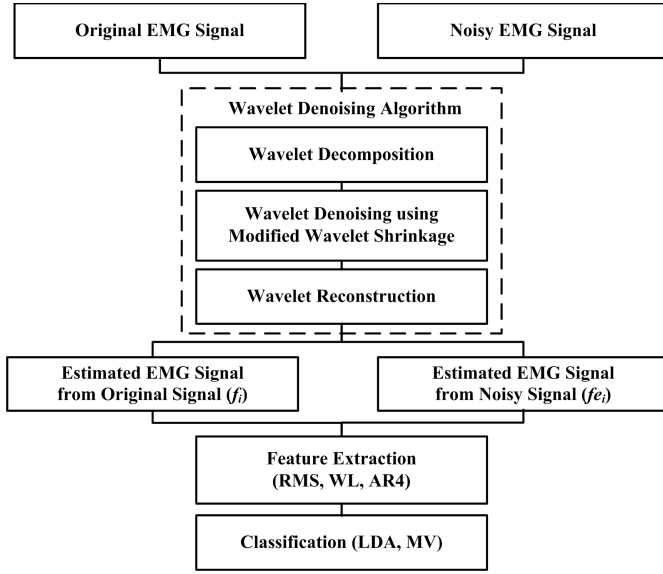 Original EMG Signal
Noisy EMG Signal
Wavelet Denoising Algorithm
Wavelet Decomposition
Wavelet Denoising using
Modified Wavelet Shrinkage
Wavelet Reconstruction
Estimated EMG Signal
from Original Signal (fi)
Estimated EMG Signal
from Noisy Signal (fei)
Feature Extraction
(RMS, WL, AR4)
Classification (LDA, MV)